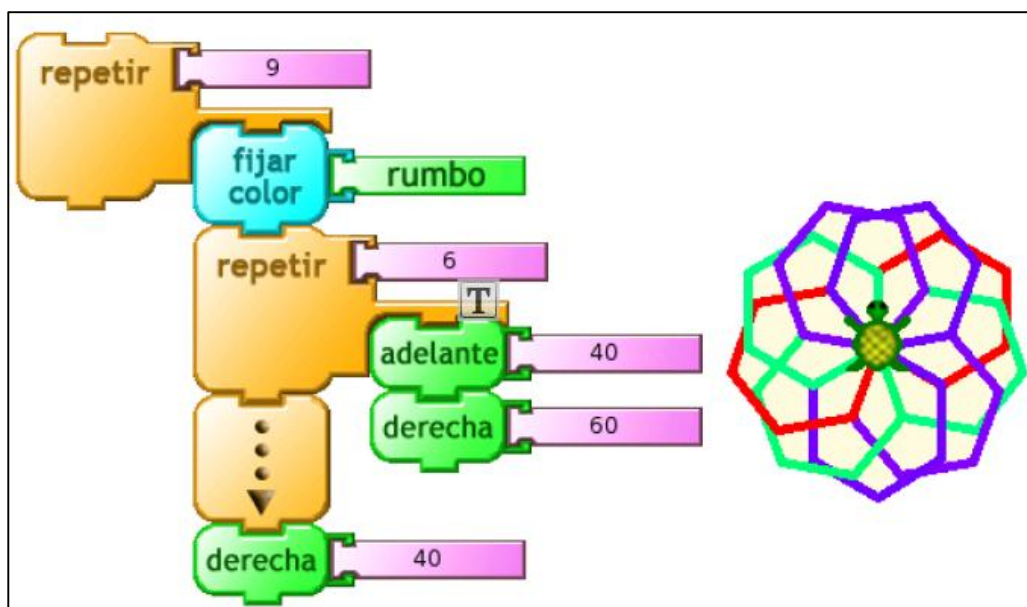 repetir 9
fijar
color rumbo
repetir 6
T
adelante 40
derecha 60
derecha 40